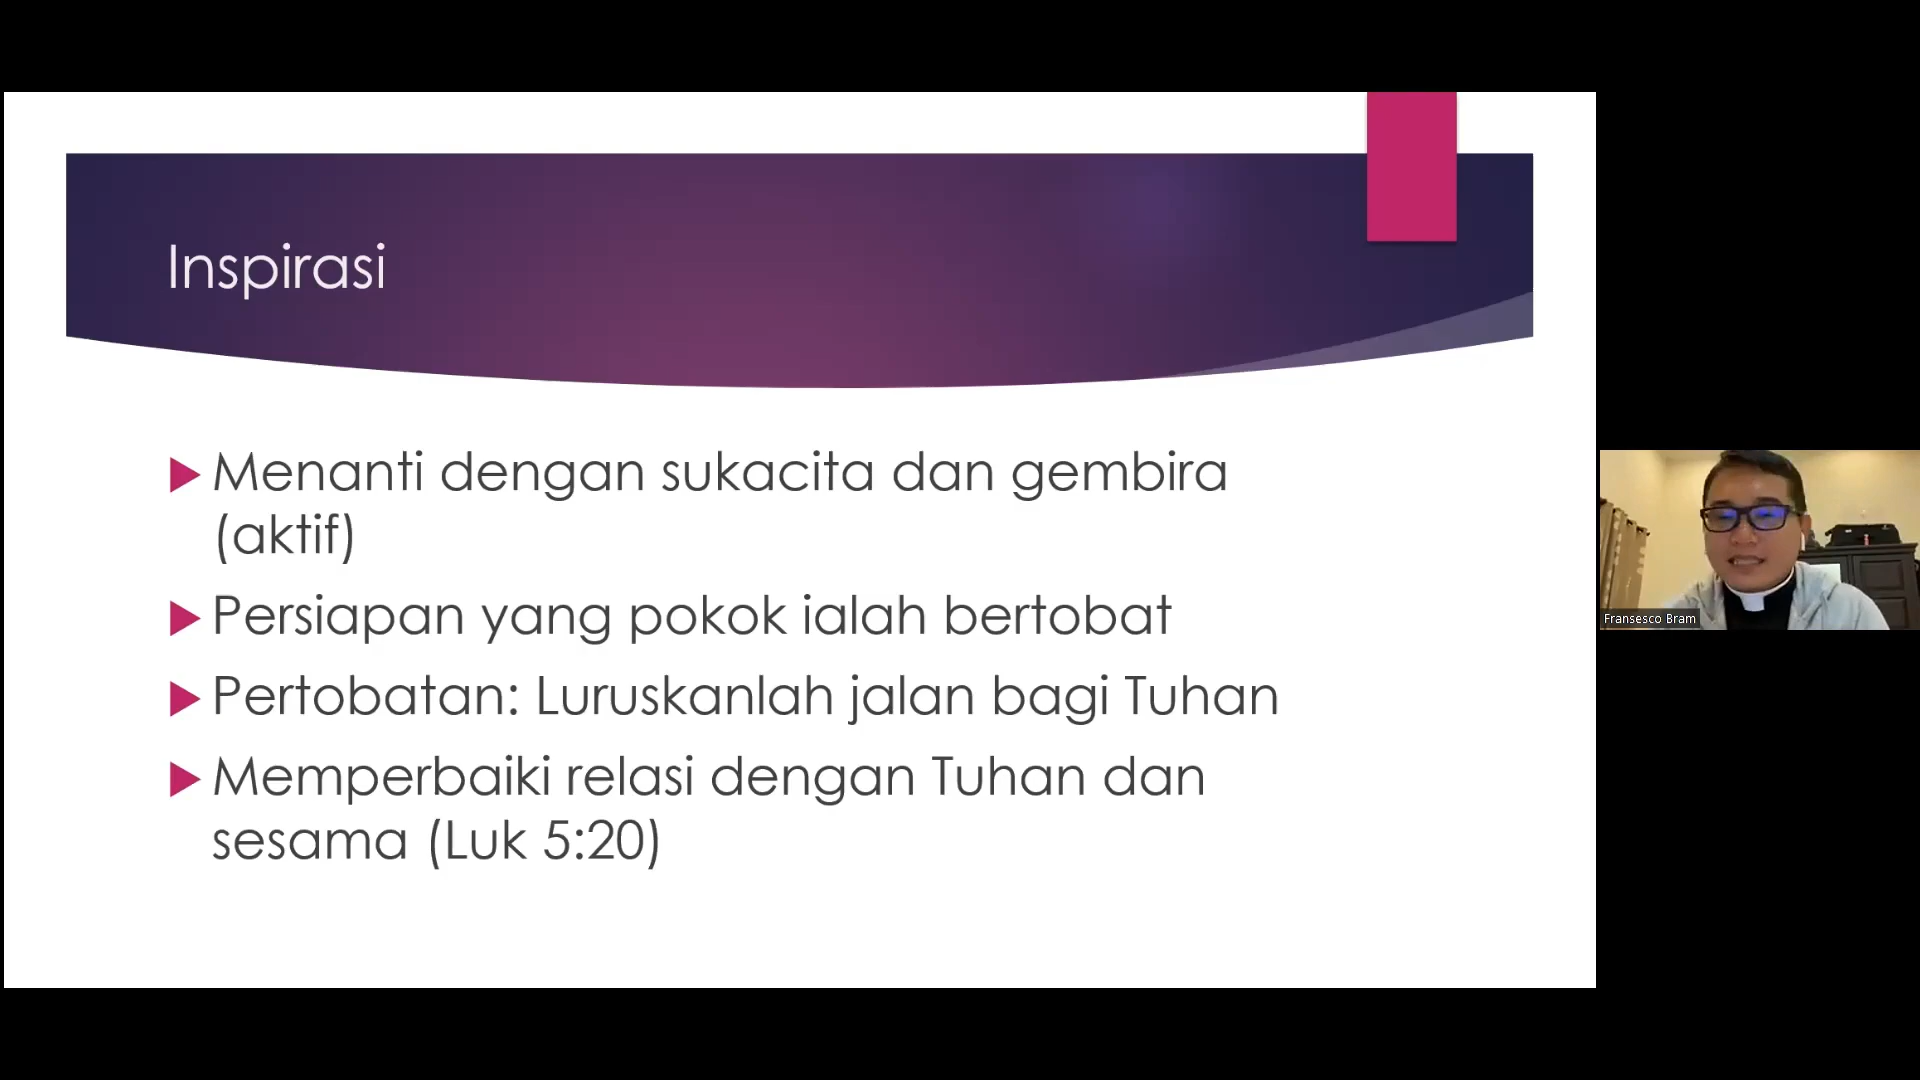 Inspirasi
Menanti dengan sukacita dan gembira
(aktif)
Persiapan yang pokok ialah bertobat
Pertobatan: Luruskanlah jalan bagi Tuhan
Memperbaiki relasi dengan Tuhan dan
sesama (Luk 5:20)
Fransesco Bram